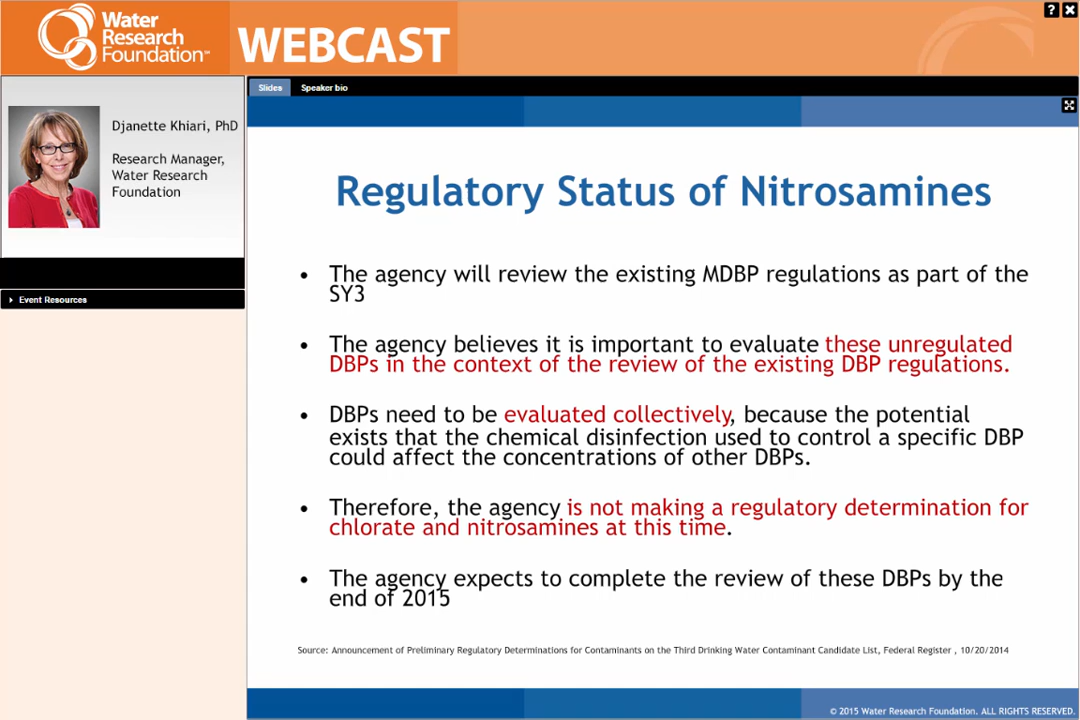 Water
Research
Foundation℠
WEBCAST
? ×
Slides
Speaker bio
Djanette Khiari, PhD
Research Manager,
Water Research
Foundation
Event Resources
Regulatory Status of Nitrosamines
• The agency will review the existing MDBP regulations as part of the
SY3
• The agency believes it is important to evaluate these unregulated
DBPs in the context of the review of the existing DBP regulations.
• DBPs need to be evaluated collectively, because the potential
exists that the chemical disinfection used to control a specific DBP
could affect the concentrations of other DBPs.
• Therefore, the agency is not making a regulatory determination for
chlorate and nitrosamines at this time.
• The agency expects to complete the review of these DBPs by the
end of 2015
Source: Announcement of Preliminary Regulatory Determinations for Contaminants on the Third Drinking Water Contaminant Candidate List, Federal Register , 10/20/2014
© 2015 Water Research Foundation. ALL RIGHTS RESERVED.